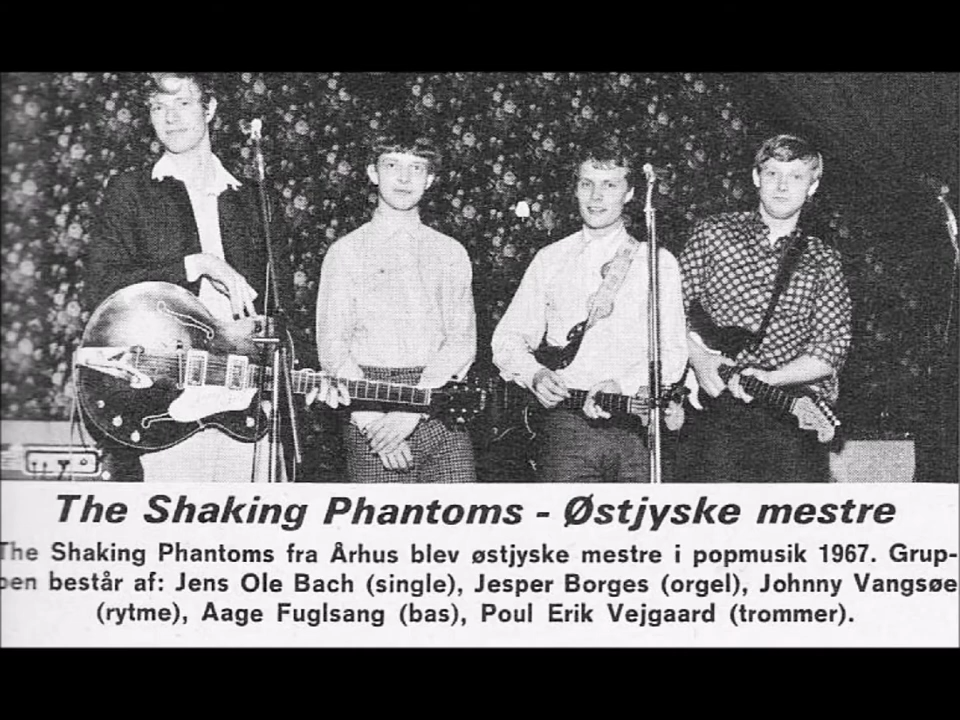 The Shaking Phantoms - Østjyske mestre
The Shaking Phantoms fra Århus blev østjyske mestre i popmusik 1967. Grup-
pen består af: Jens Ole Bach (single), Jesper Borges (orgel), Johnny Vangsøe
(rytme), Aage Fuglsang (bas), Poul Erik Vejgaard (trommer).